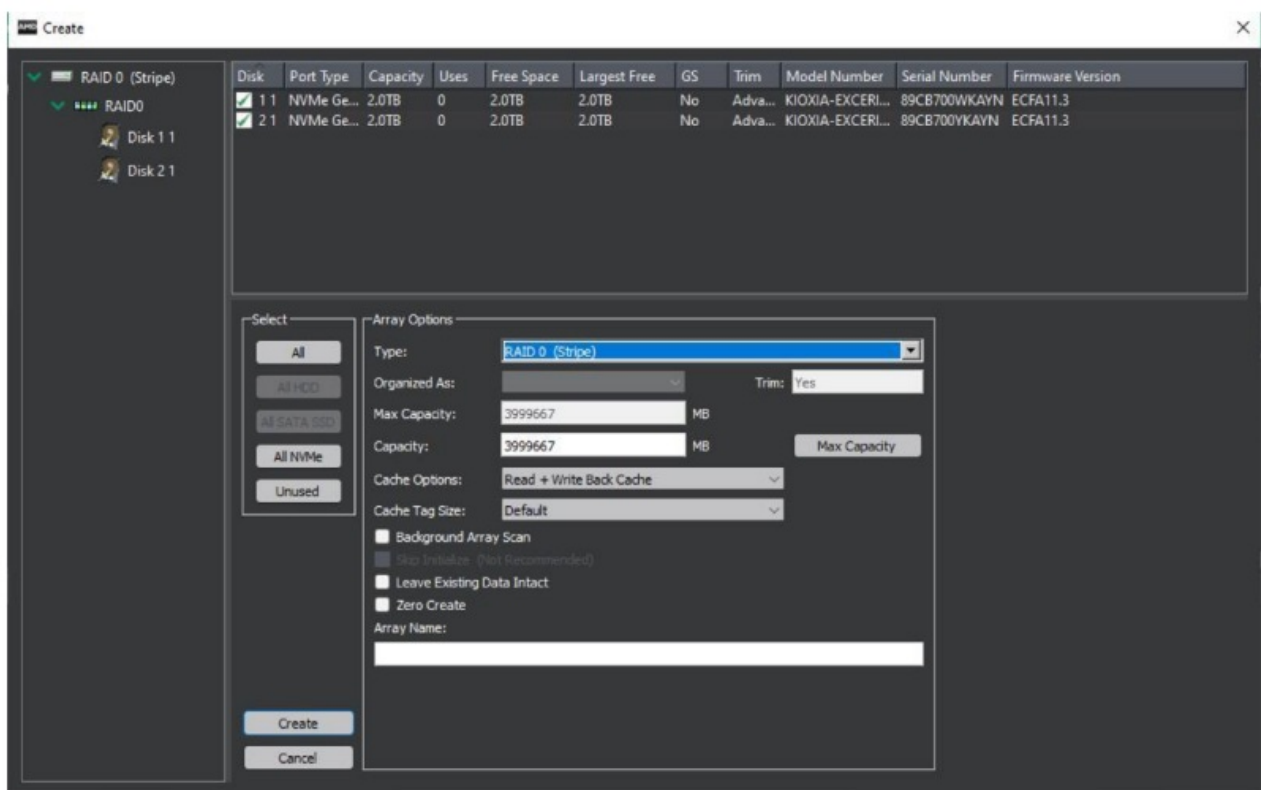 AMD Create
RAID 0 (Stripe)
RAID0
Disk 1 1
Disk 2 1
Disk Port Type Capacity Uses Free Space Largest Free GS Trim Model Number Serial Number Firmware Version
1 1 NVMe Ge... 2.0TB 0 2.0TB 2.0TB No Adva... KIOXIA-EXCERI... 89CB700WKAYN ECFA11.3
2 1 NVMe Ge... 2.0TB 0 2.0TB 2.0TB No Adva... KIOXIA-EXCERI... 89CB700YKAYN ECFA11.3
Select
All
All HDD
All SATA SSD
All NVMe
Unused
Array Options
Type: RAID 0 (Stripe)
Organized As: Trim: Yes
Max Capacity: 3999667 MB
Capacity: 3999667 MB Max Capacity
Cache Options: Read + Write Back Cache
Cache Tag Size: Default
Background Array Scan
Skip Initialize (Not Recommended)
Leave Existing Data Intact
Zero Create
Array Name:
Create
Cancel